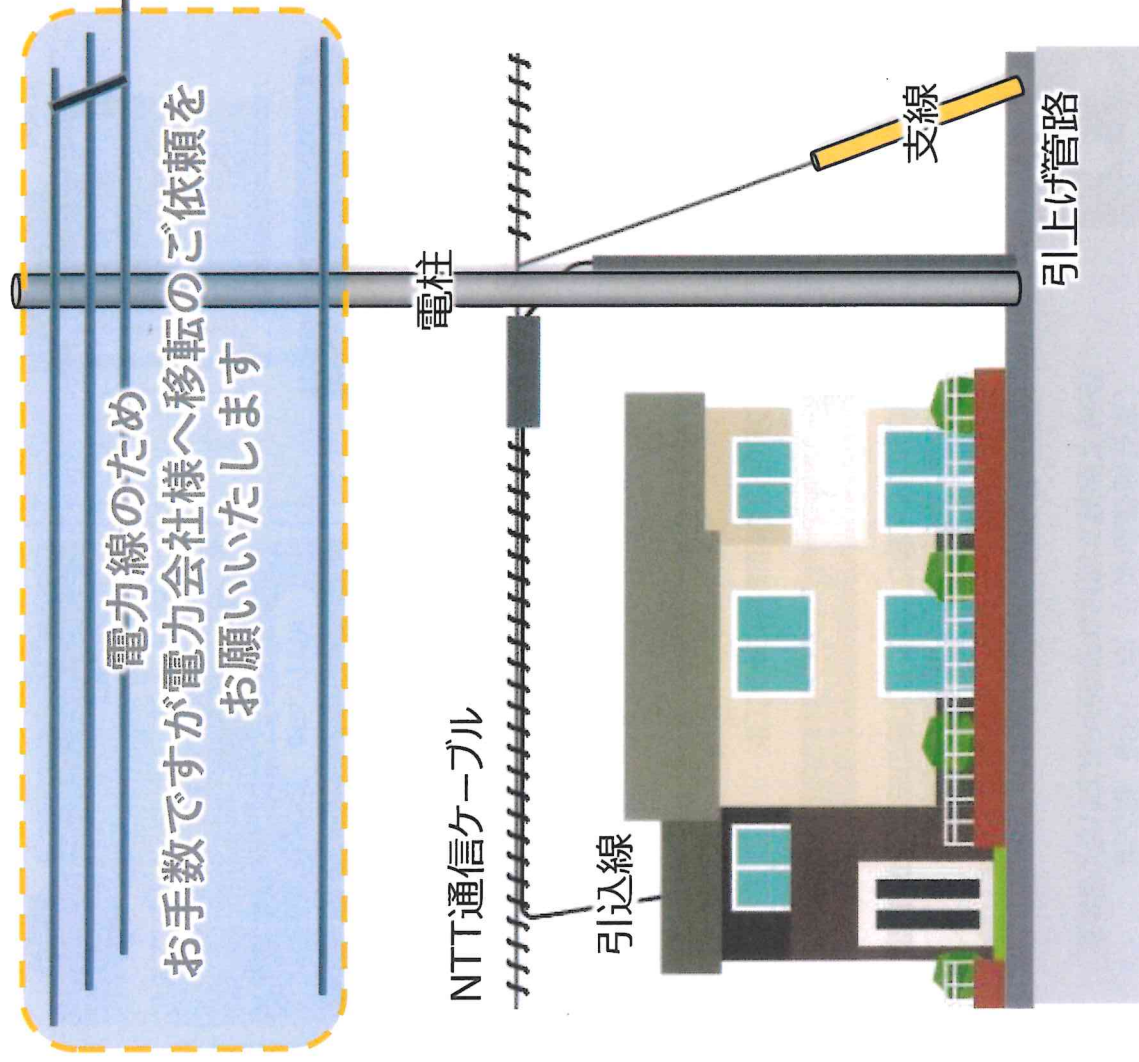 電力線のため
お手数ですが電力会社様へ移転のご依頼を
お願いいたします
電柱
NTT通信ケーブル
引込線
支線
引上げ管路